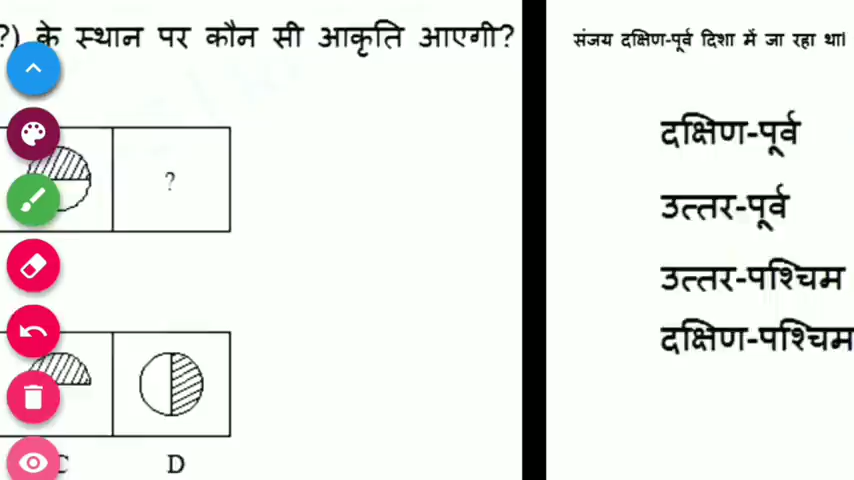 ?) के स्थान पर कौन सी आकृति आएगी?
?
C
D
संजय दक्षिण-पूर्व दिशा में जा रहा था।
दक्षिण-पूर्व
उत्तर-पूर्व
उत्तर-पश्चिम
दक्षिण-पश्चिम